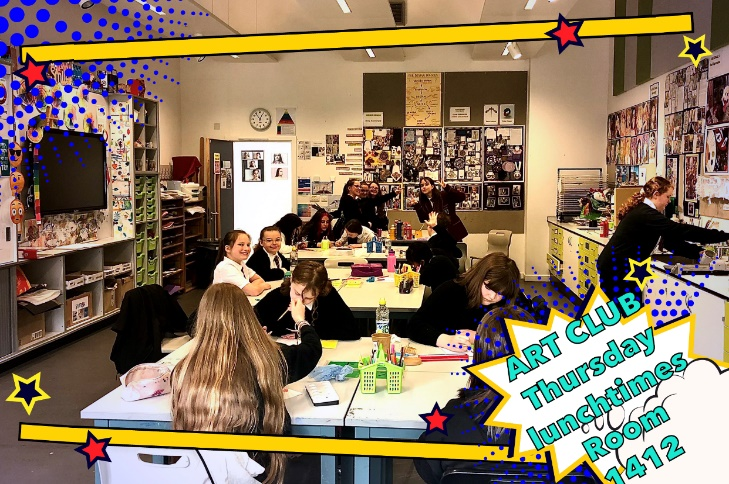 ART CLUB
Thursday
lunchtimes
Room
1412